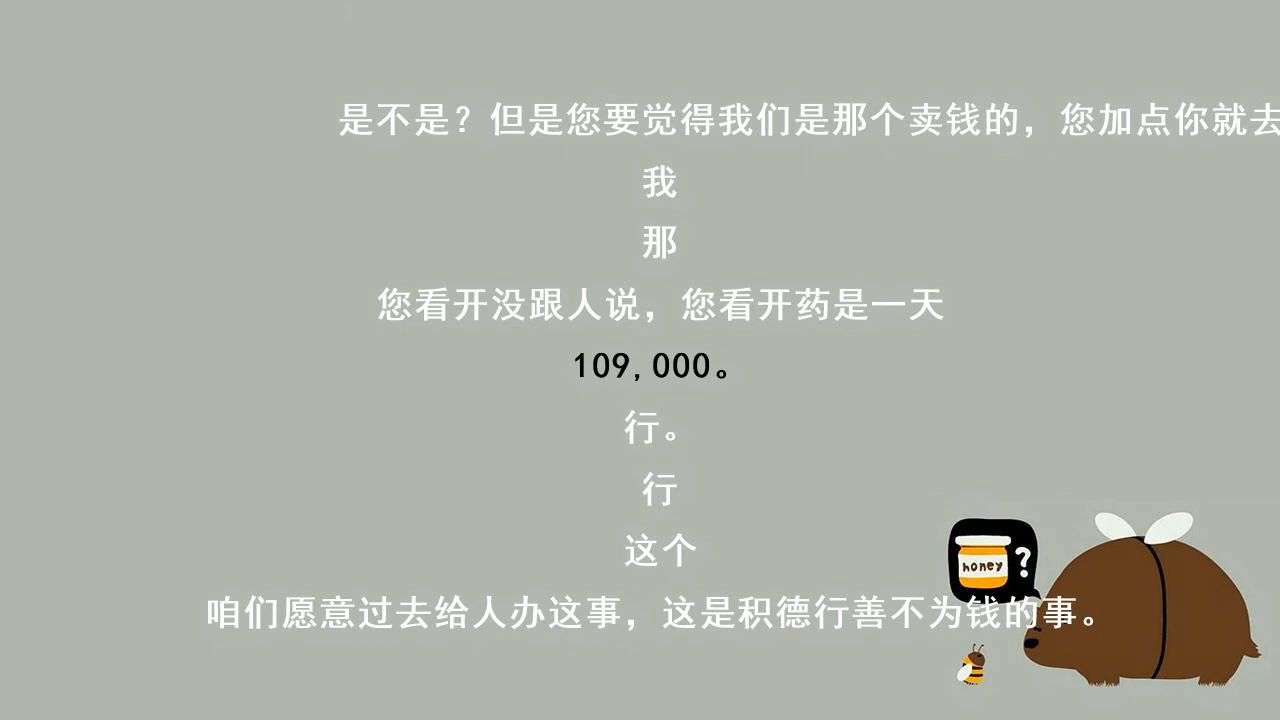 是不是？但是您要觉得我们是那个卖钱的，您加点你就去
我
那
您看开没跟人说，您看开药是一天
109,000。
行。
行
这个
honey
?
咱们愿意过去给人办这事，这是积德行善不为钱的事。